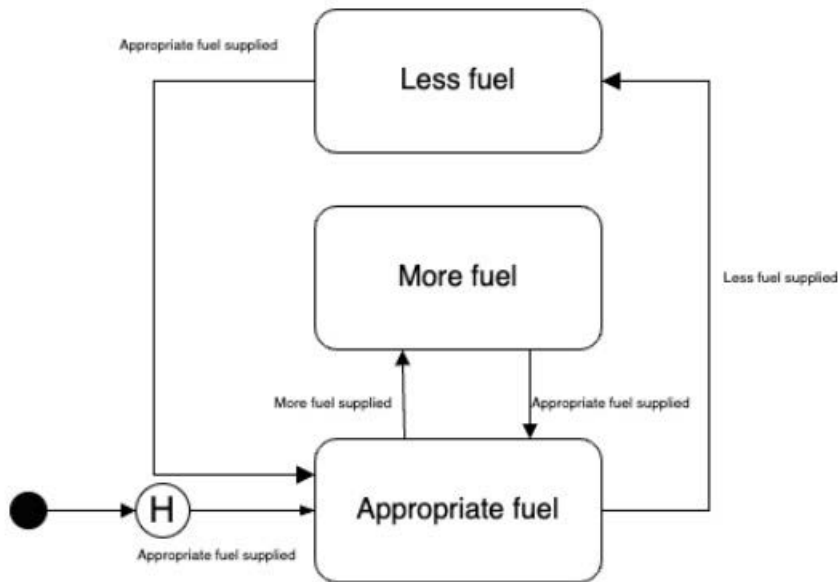 Appropriate fuel supplied
Less fuel
More fuel
Less fuel supplied
More fuel supplied
Appropriate fuel supplied
H
Appropriate fuel
Appropriate fuel supplied